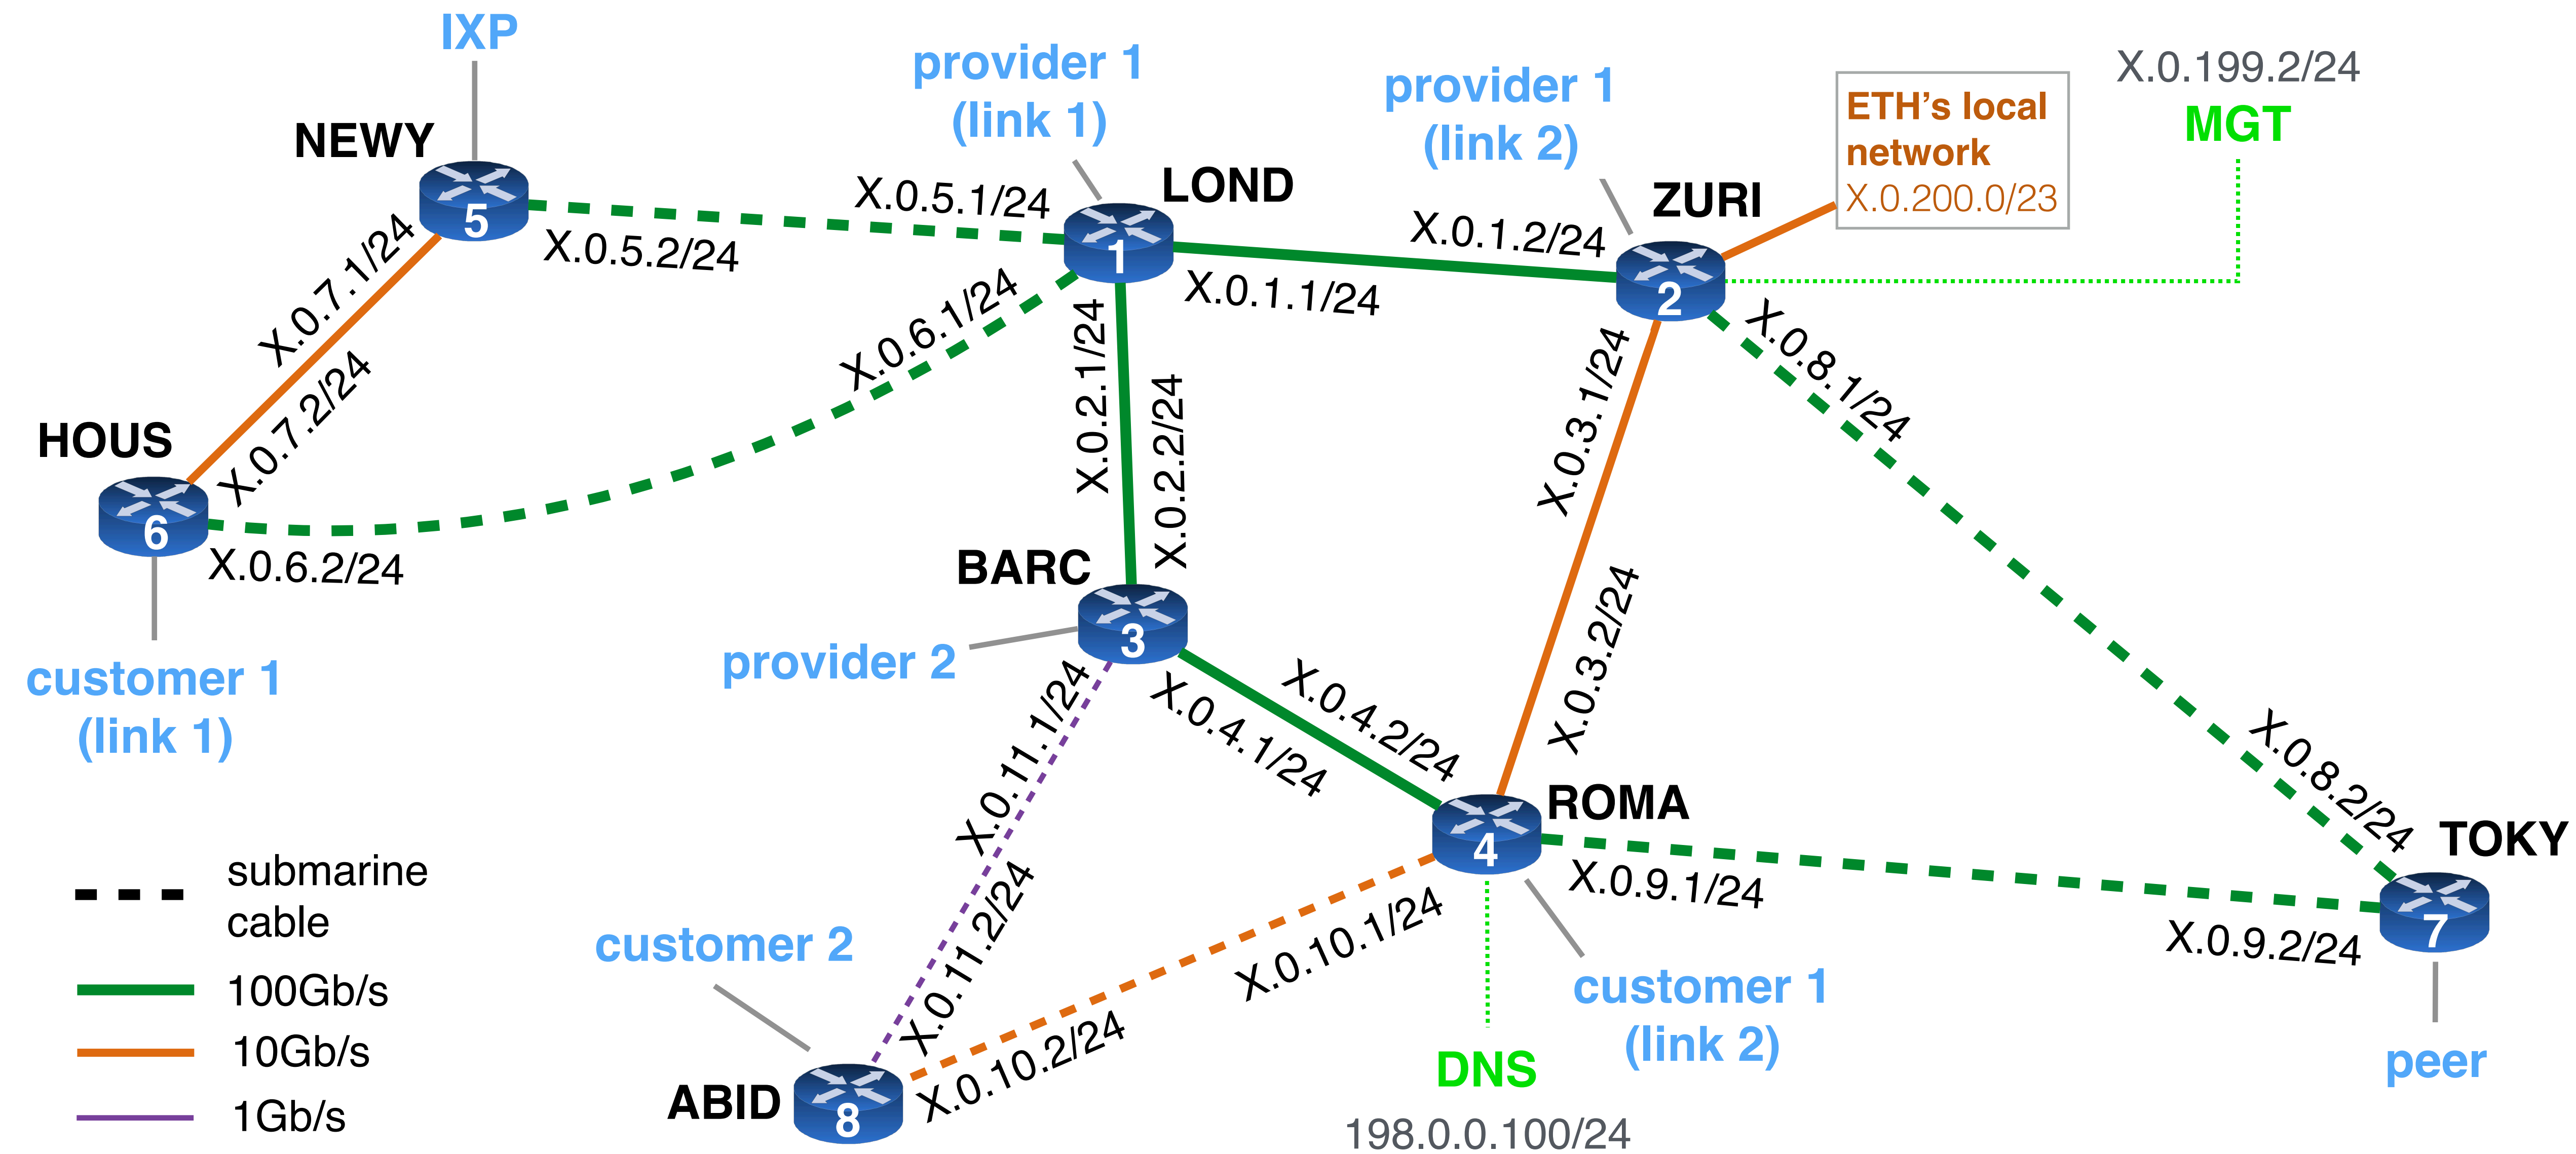 IXP
provider 1
(link 1)
provider 1
(link 2)
ETH's local
network
X.0.200.0/23
X.0.199.2/24
MGT
NEWY
5
X.0.5.1/24
X.0.5.2/24
LOND
1
X.0.1.2/24
X.0.1.1/24
ZURI
2
X.0.7.1/24
X.0.7.2/24
X.0.6.1/24
X.0.2.1/24
X.0.2.2/24
X.0.3.1/24
X.0.8.1/24
HOUS
6
X.0.6.2/24
customer 1
(link 1)
BARC
3
provider 2
X.0.4.2/24
X.0.4.1/24
X.0.3.2/24
X.0.11.1/24
X.0.11.2/24
ROMA
4
X.0.9.1/24
X.0.8.2/24
TOKY
7
X.0.9.2/24
peer
X.0.10.1/24
X.0.10.2/24
customer 1
(link 2)
DNS
198.0.0.100/24
customer 2
ABID
8
submarine
cable
100Gb/s
10Gb/s
1Gb/s